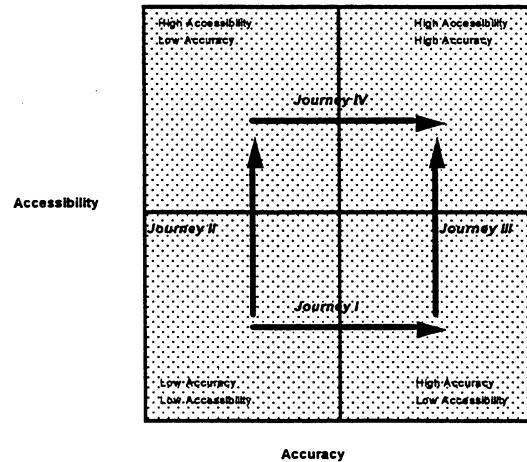 High Accessibility
Low Accuracy
High Accessibility
High Accuracy
Journey IV
Accessibility
Journey II
Journey III
Journey I
Low Accuracy
Low Accessibility
High Accuracy
Low Accessibility
Accuracy